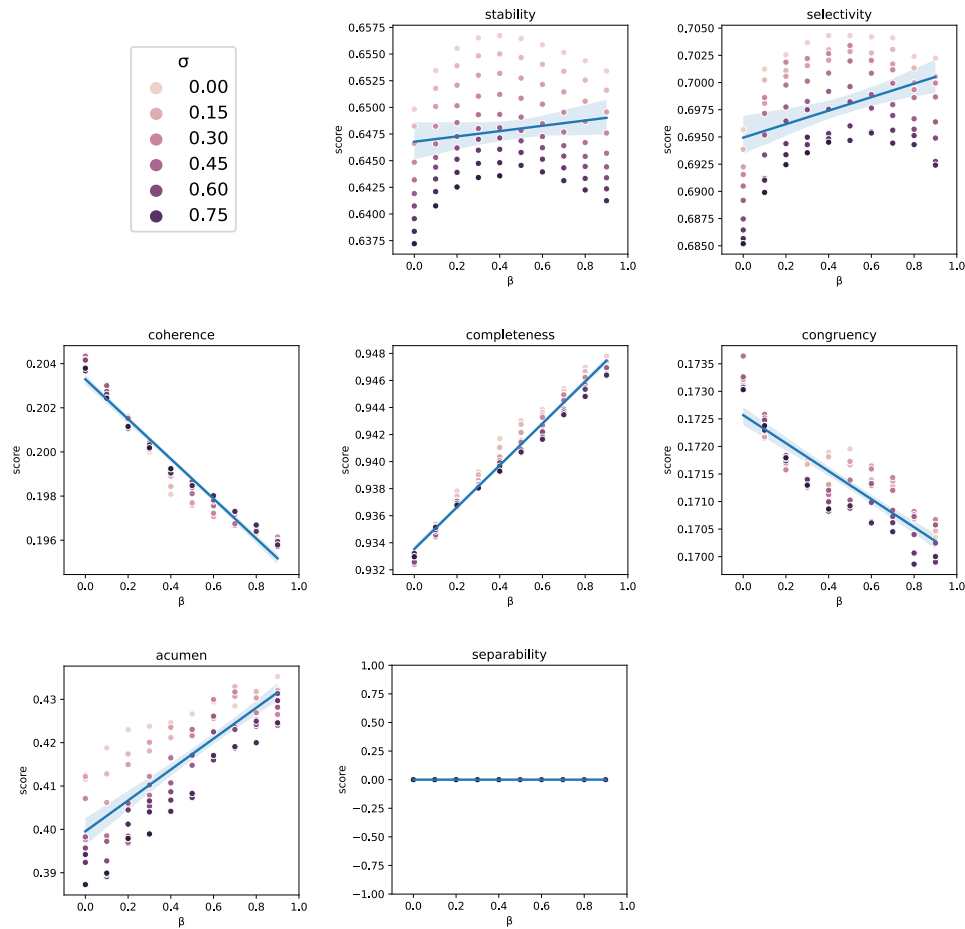 σ
0.00
0.15
0.30
0.45
0.60
0.75
stability
score
0.6575
0.6550
0.6525
0.6500
0.6475
0.6450
0.6425
0.6400
0.6375
0.0 0.2 0.4 0.6 0.8 1.0
β
selectivity
score
0.7050
0.7025
0.7000
0.6975
0.6950
0.6925
0.6900
0.6875
0.6850
0.0 0.2 0.4 0.6 0.8 1.0
β
coherence
score
0.204
0.202
0.200
0.198
0.196
0.0 0.2 0.4 0.6 0.8 1.0
β
completeness
score
0.948
0.946
0.944
0.942
0.940
0.938
0.936
0.934
0.932
0.0 0.2 0.4 0.6 0.8 1.0
β
congruency
score
0.1735
0.1730
0.1725
0.1720
0.1715
0.1710
0.1705
0.1700
0.0 0.2 0.4 0.6 0.8 1.0
β
acumen
score
0.43
0.42
0.41
0.40
0.39
0.0 0.2 0.4 0.6 0.8 1.0
β
separability
score
1.00
0.75
0.50
0.25
0.00
−0.25
−0.50
−0.75
−1.00
0.0 0.2 0.4 0.6 0.8 1.0
β